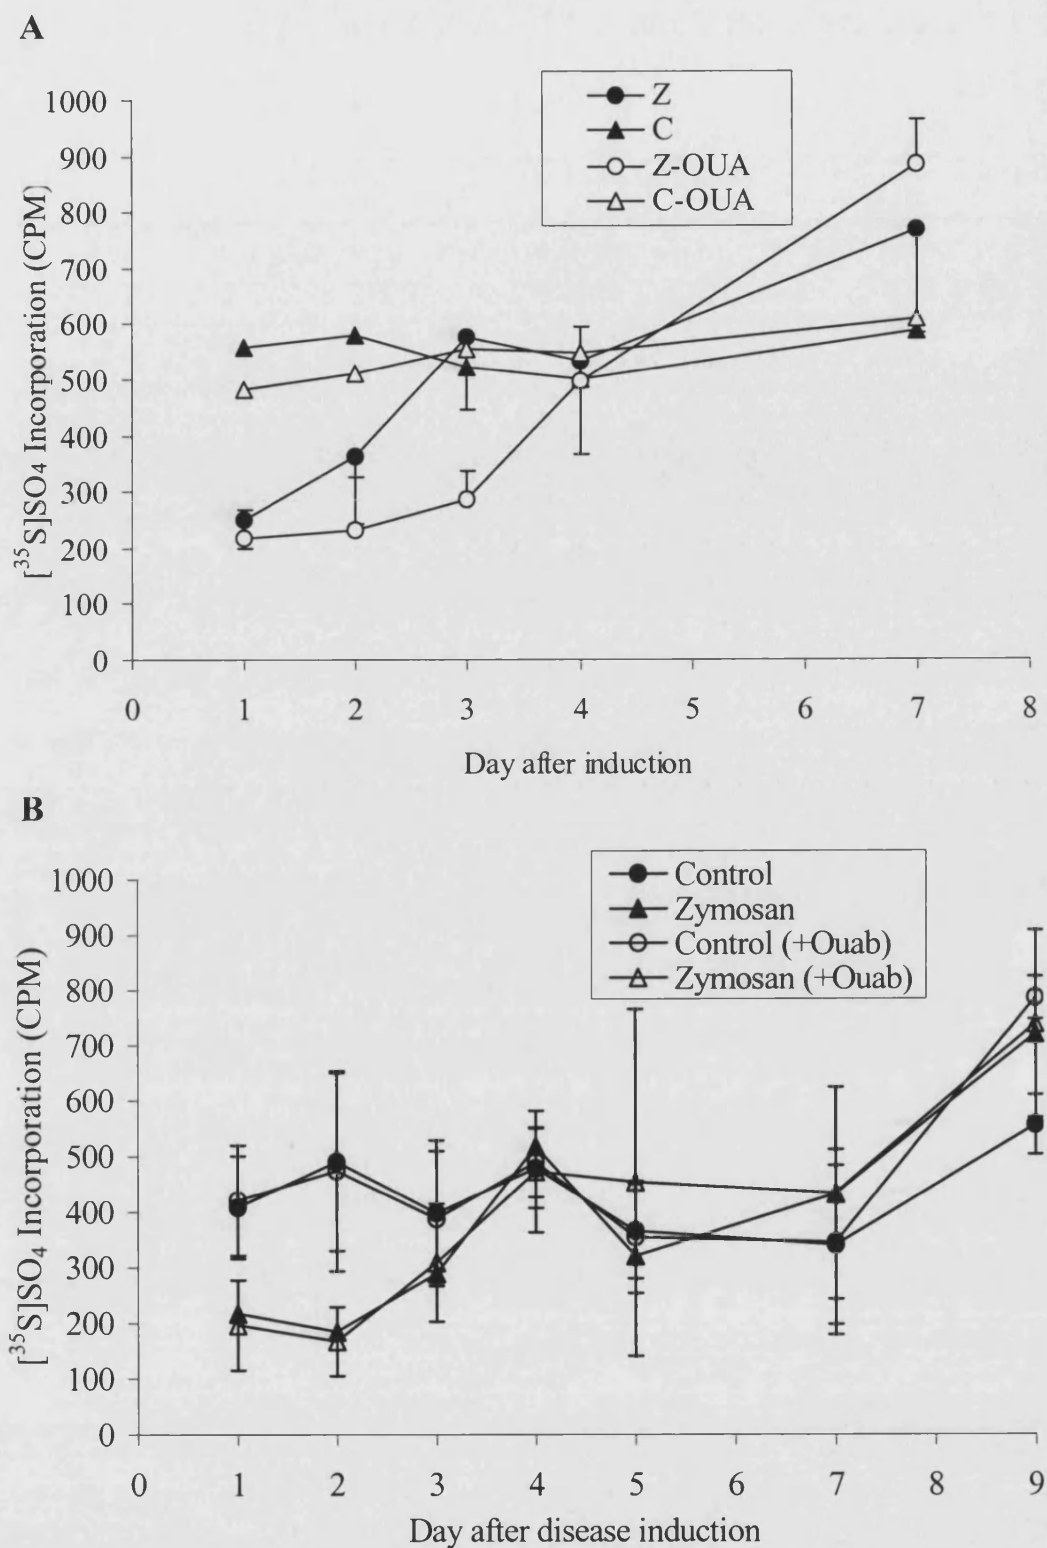 A
Z
C
Z-OUA
C-OUA
1000
900
800
700
600
500
400
300
200
100
0
[³⁵S]SO₄ Incorporation (CPM)
0 1 2 3 4 5 6 7 8
Day after induction
B
Control
Zymosan
Control (+Ouab)
Zymosan (+Ouab)
1000
900
800
700
600
500
400
300
200
100
0
[³⁵S]SO₄ Incorporation (CPM)
0 1 2 3 4 5 6 7 8 9
Day after disease induction